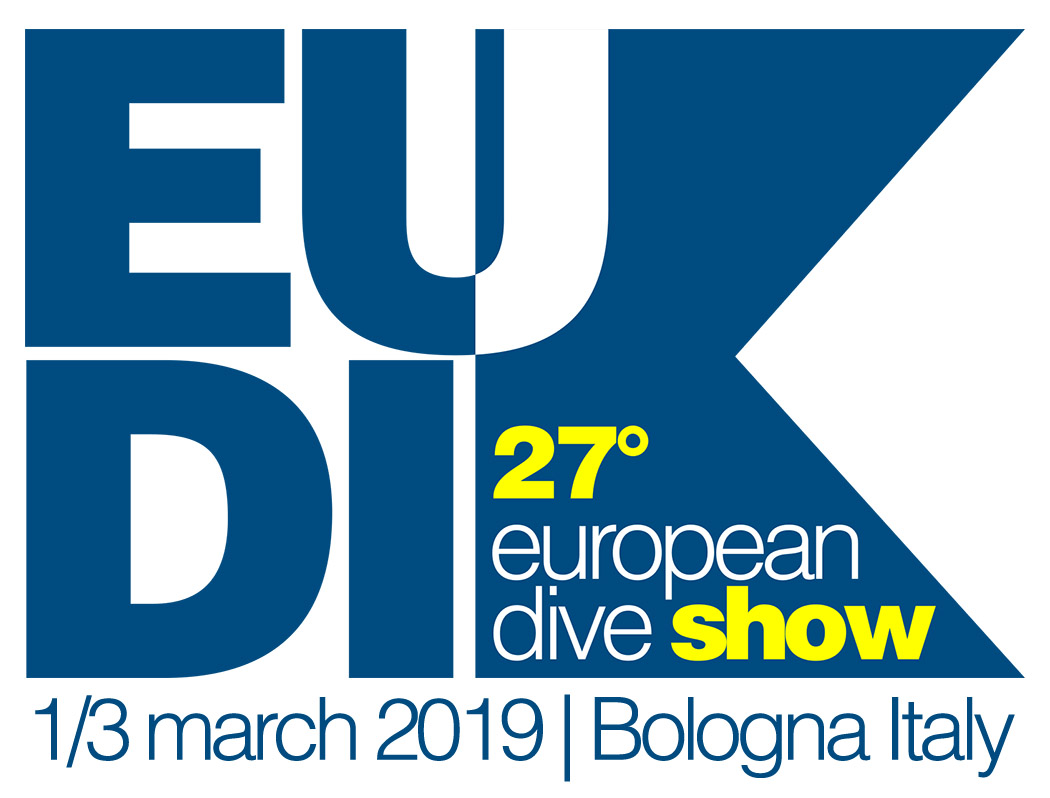 EU
DI
27°
european
dive show
1/3 march 2019 | Bologna Italy